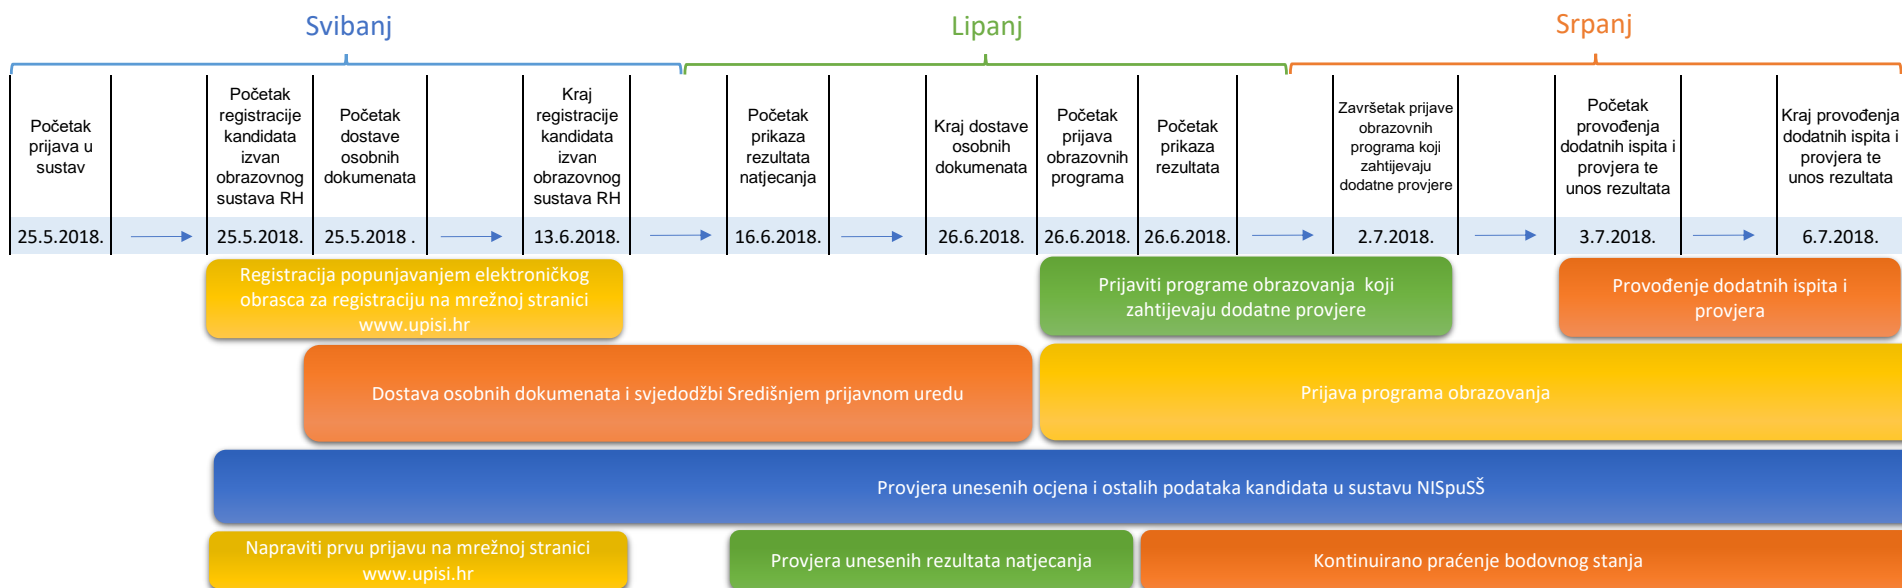 Svibanj
Lipanj
Srpanj
Početak
prijava u
sustav
Početak
registracije
kandidata
izvan
obrazovnog
sustava RH
Početak
dostave
osobnih
dokumenata
Kraj
registracije
kandidata
izvan
obrazovnog
sustava RH
Početak
prikaza
rezultata
natjecanja
Kraj dostave
osobnih
dokumenata
Početak
prijava
obrazovnih
programa
Početak
prikaza
rezultata
Završetak prijave
obrazovnih
programa koji
zahtijevaju
dodatne provjere
Početak
provođenja
dodatnih ispita i
provjera te
unos rezultata
Kraj provođenja
dodatnih ispita i
provjera te
unos rezultata
25.5.2018.
25.5.2018.
25.5.2018 .
13.6.2018.
16.6.2018.
26.6.2018.
26.6.2018.
26.6.2018.
2.7.2018.
3.7.2018.
6.7.2018.
Registracija popunjavanjem elektroničkog
obrasca za registraciju na mrežnoj stranici
www.upisi.hr
Prijaviti programe obrazovanja koji
zahtijevaju dodatne provjere
Provođenje dodatnih ispita i
provjera
Dostava osobnih dokumenata i svjedodžbi Središnjem prijavnom uredu
Prijava programa obrazovanja
Provjera unesenih ocjena i ostalih podataka kandidata u sustavu NISpuSŠ
Napraviti prvu prijavu na mrežnoj stranici
www.upisi.hr
Provjera unesenih rezultata natjecanja
Kontinuirano praćenje bodovnog stanja